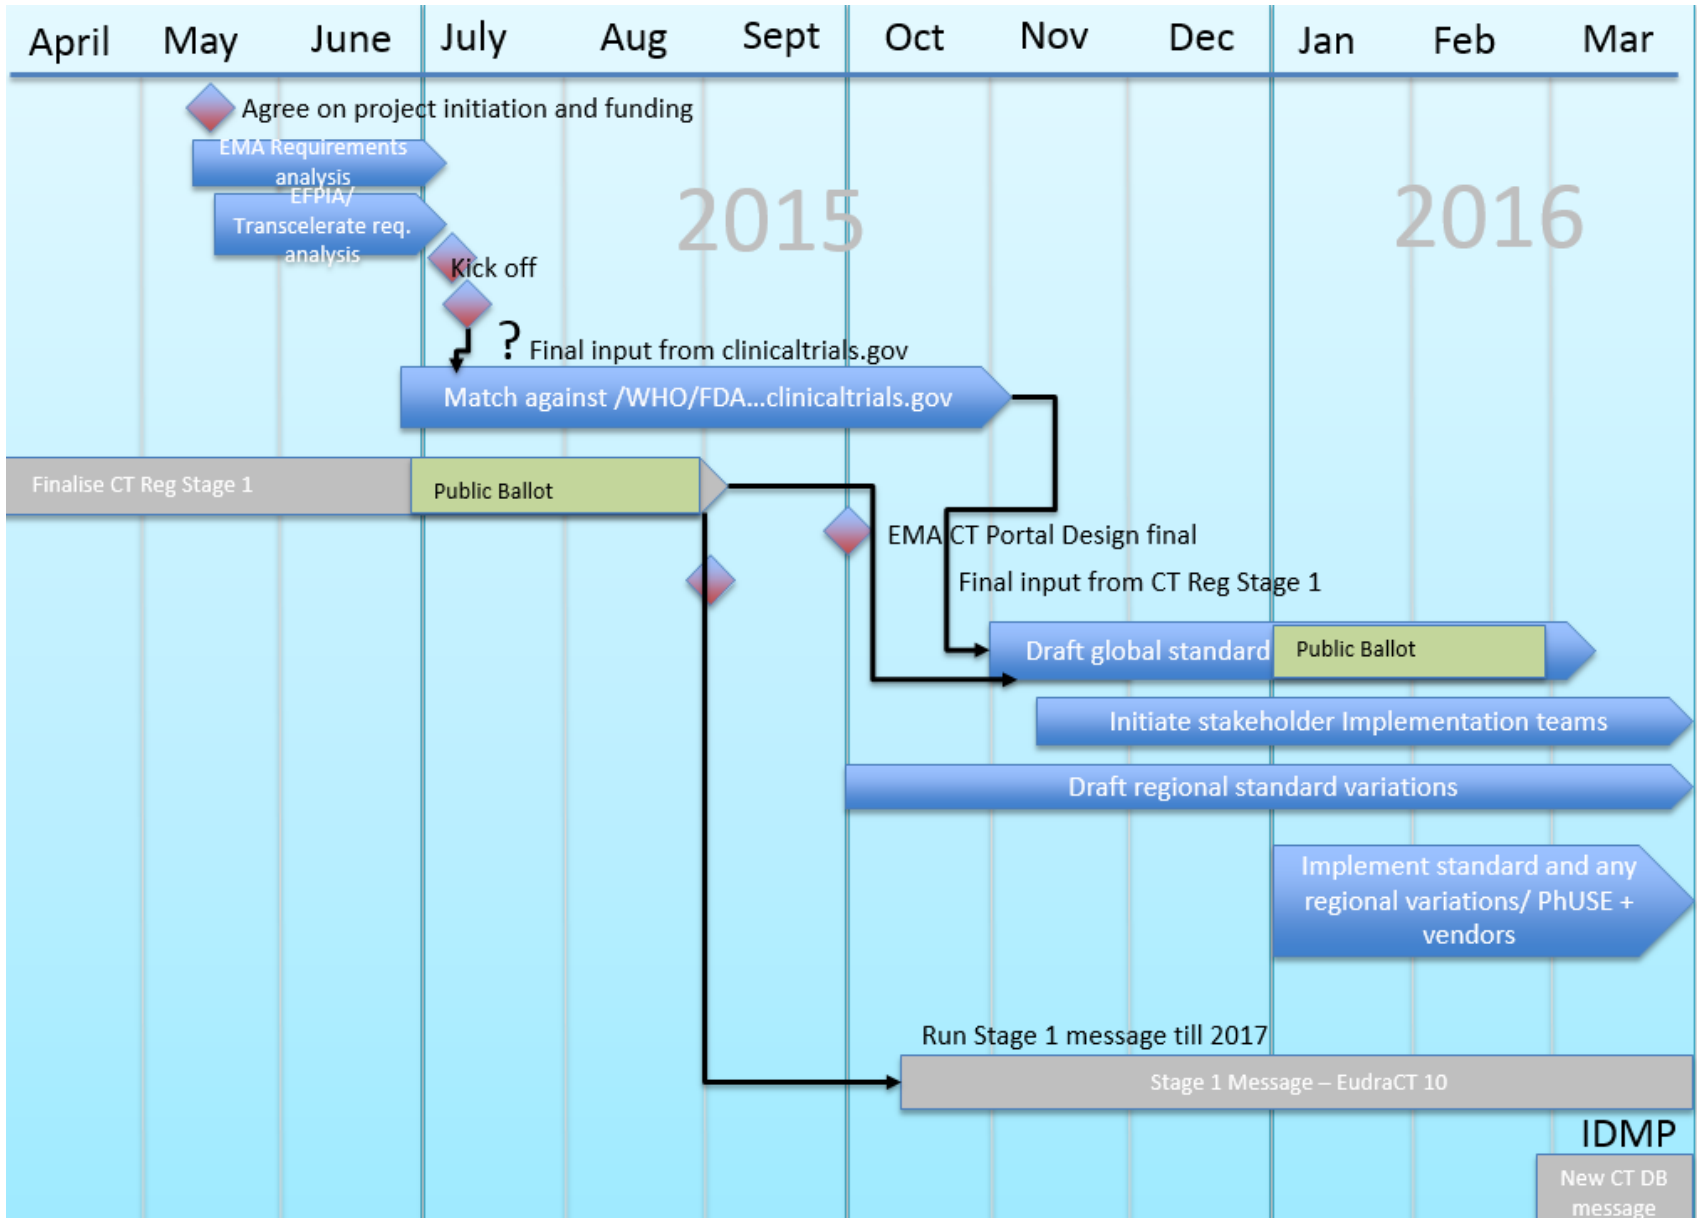 April May June July Aug Sept Oct Nov Dec Jan Feb Mar
Agree on project initiation and funding
EMA Requirements
analysis
EFPIA/
Transcelerate req.
analysis
2015
2016
Kick off
? Final input from clinicaltrials.gov
Match against /WHO/FDA...clinicaltrials.gov
Finalise CT Reg Stage 1
Public Ballot
EMA CT Portal Design final
Final input from CT Reg Stage 1
Draft global standard
Public Ballot
Initiate stakeholder Implementation teams
Draft regional standard variations
Implement standard and any
regional variations/ PhUSE +
vendors
Run Stage 1 message till 2017
Stage 1 Message – EudraCT 10
IDMP
New CT DB
message